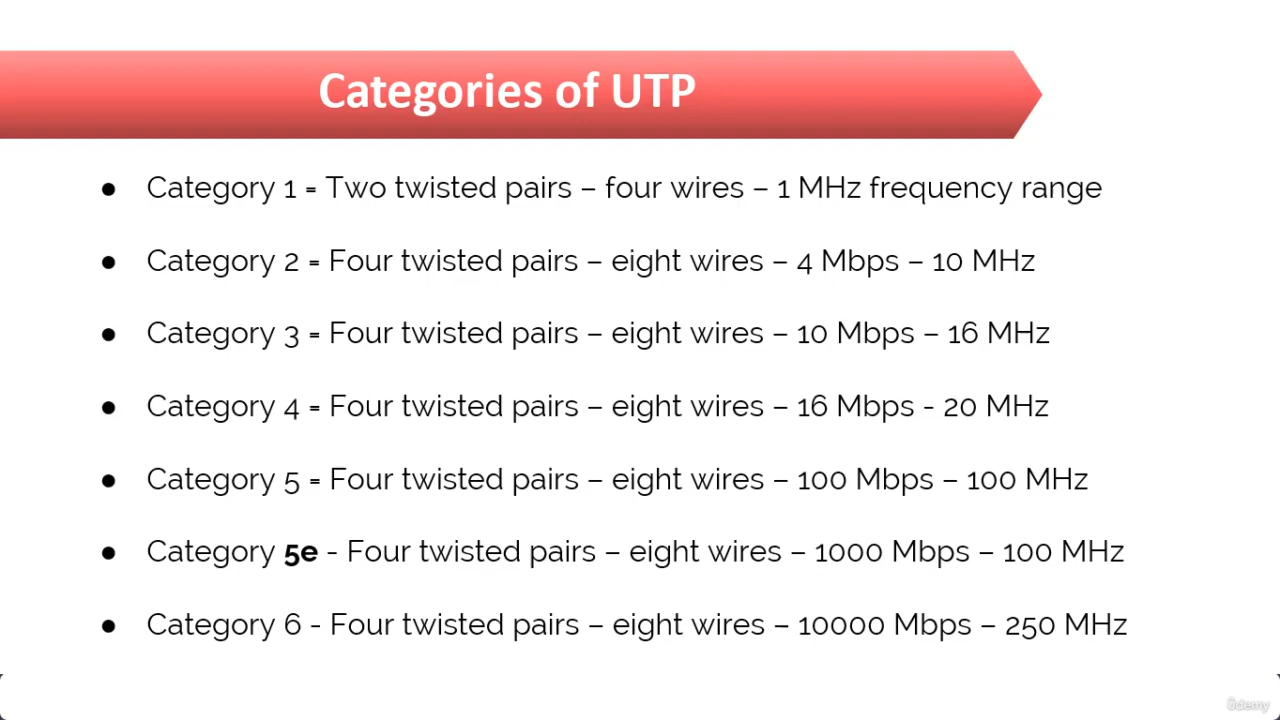 Categories of UTP
● Category 1 = Two twisted pairs – four wires – 1 MHz frequency range
● Category 2 = Four twisted pairs – eight wires – 4 Mbps – 10 MHz
● Category 3 = Four twisted pairs – eight wires – 10 Mbps – 16 MHz
● Category 4 = Four twisted pairs – eight wires – 16 Mbps - 20 MHz
● Category 5 = Four twisted pairs – eight wires – 100 Mbps – 100 MHz
● Category 5e - Four twisted pairs – eight wires – 1000 Mbps – 100 MHz
● Category 6 - Four twisted pairs – eight wires – 10000 Mbps – 250 MHz
ûdemy